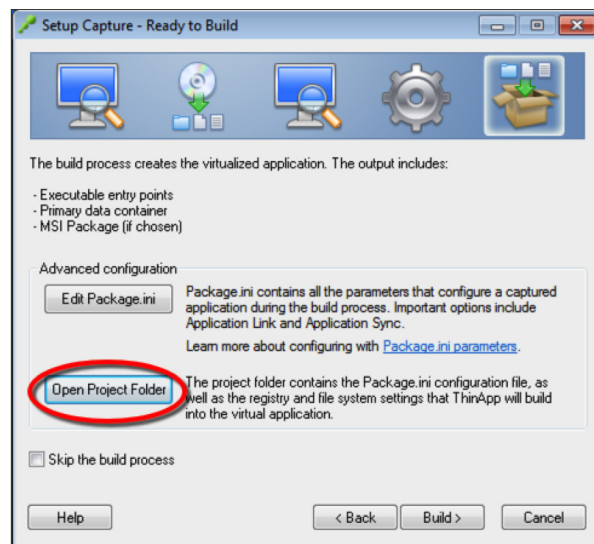 Setup Capture - Ready to Build
The build process creates the virtualized application. The output includes:
- Executable entry points
- Primary data container
- MSI Package (if chosen)
Advanced configuration
Edit Package.ini
Package.ini contains all the parameters that configure a captured
application during the build process. Important options include
Application Link and Application Sync.
Learn more about configuring with Package.ini parameters.
Open Project Folder
The project folder contains the Package.ini configuration file, as
well as the registry and file system settings that ThinApp will build
into the virtual application.
Skip the build process
Help
< Back
Build >
Cancel